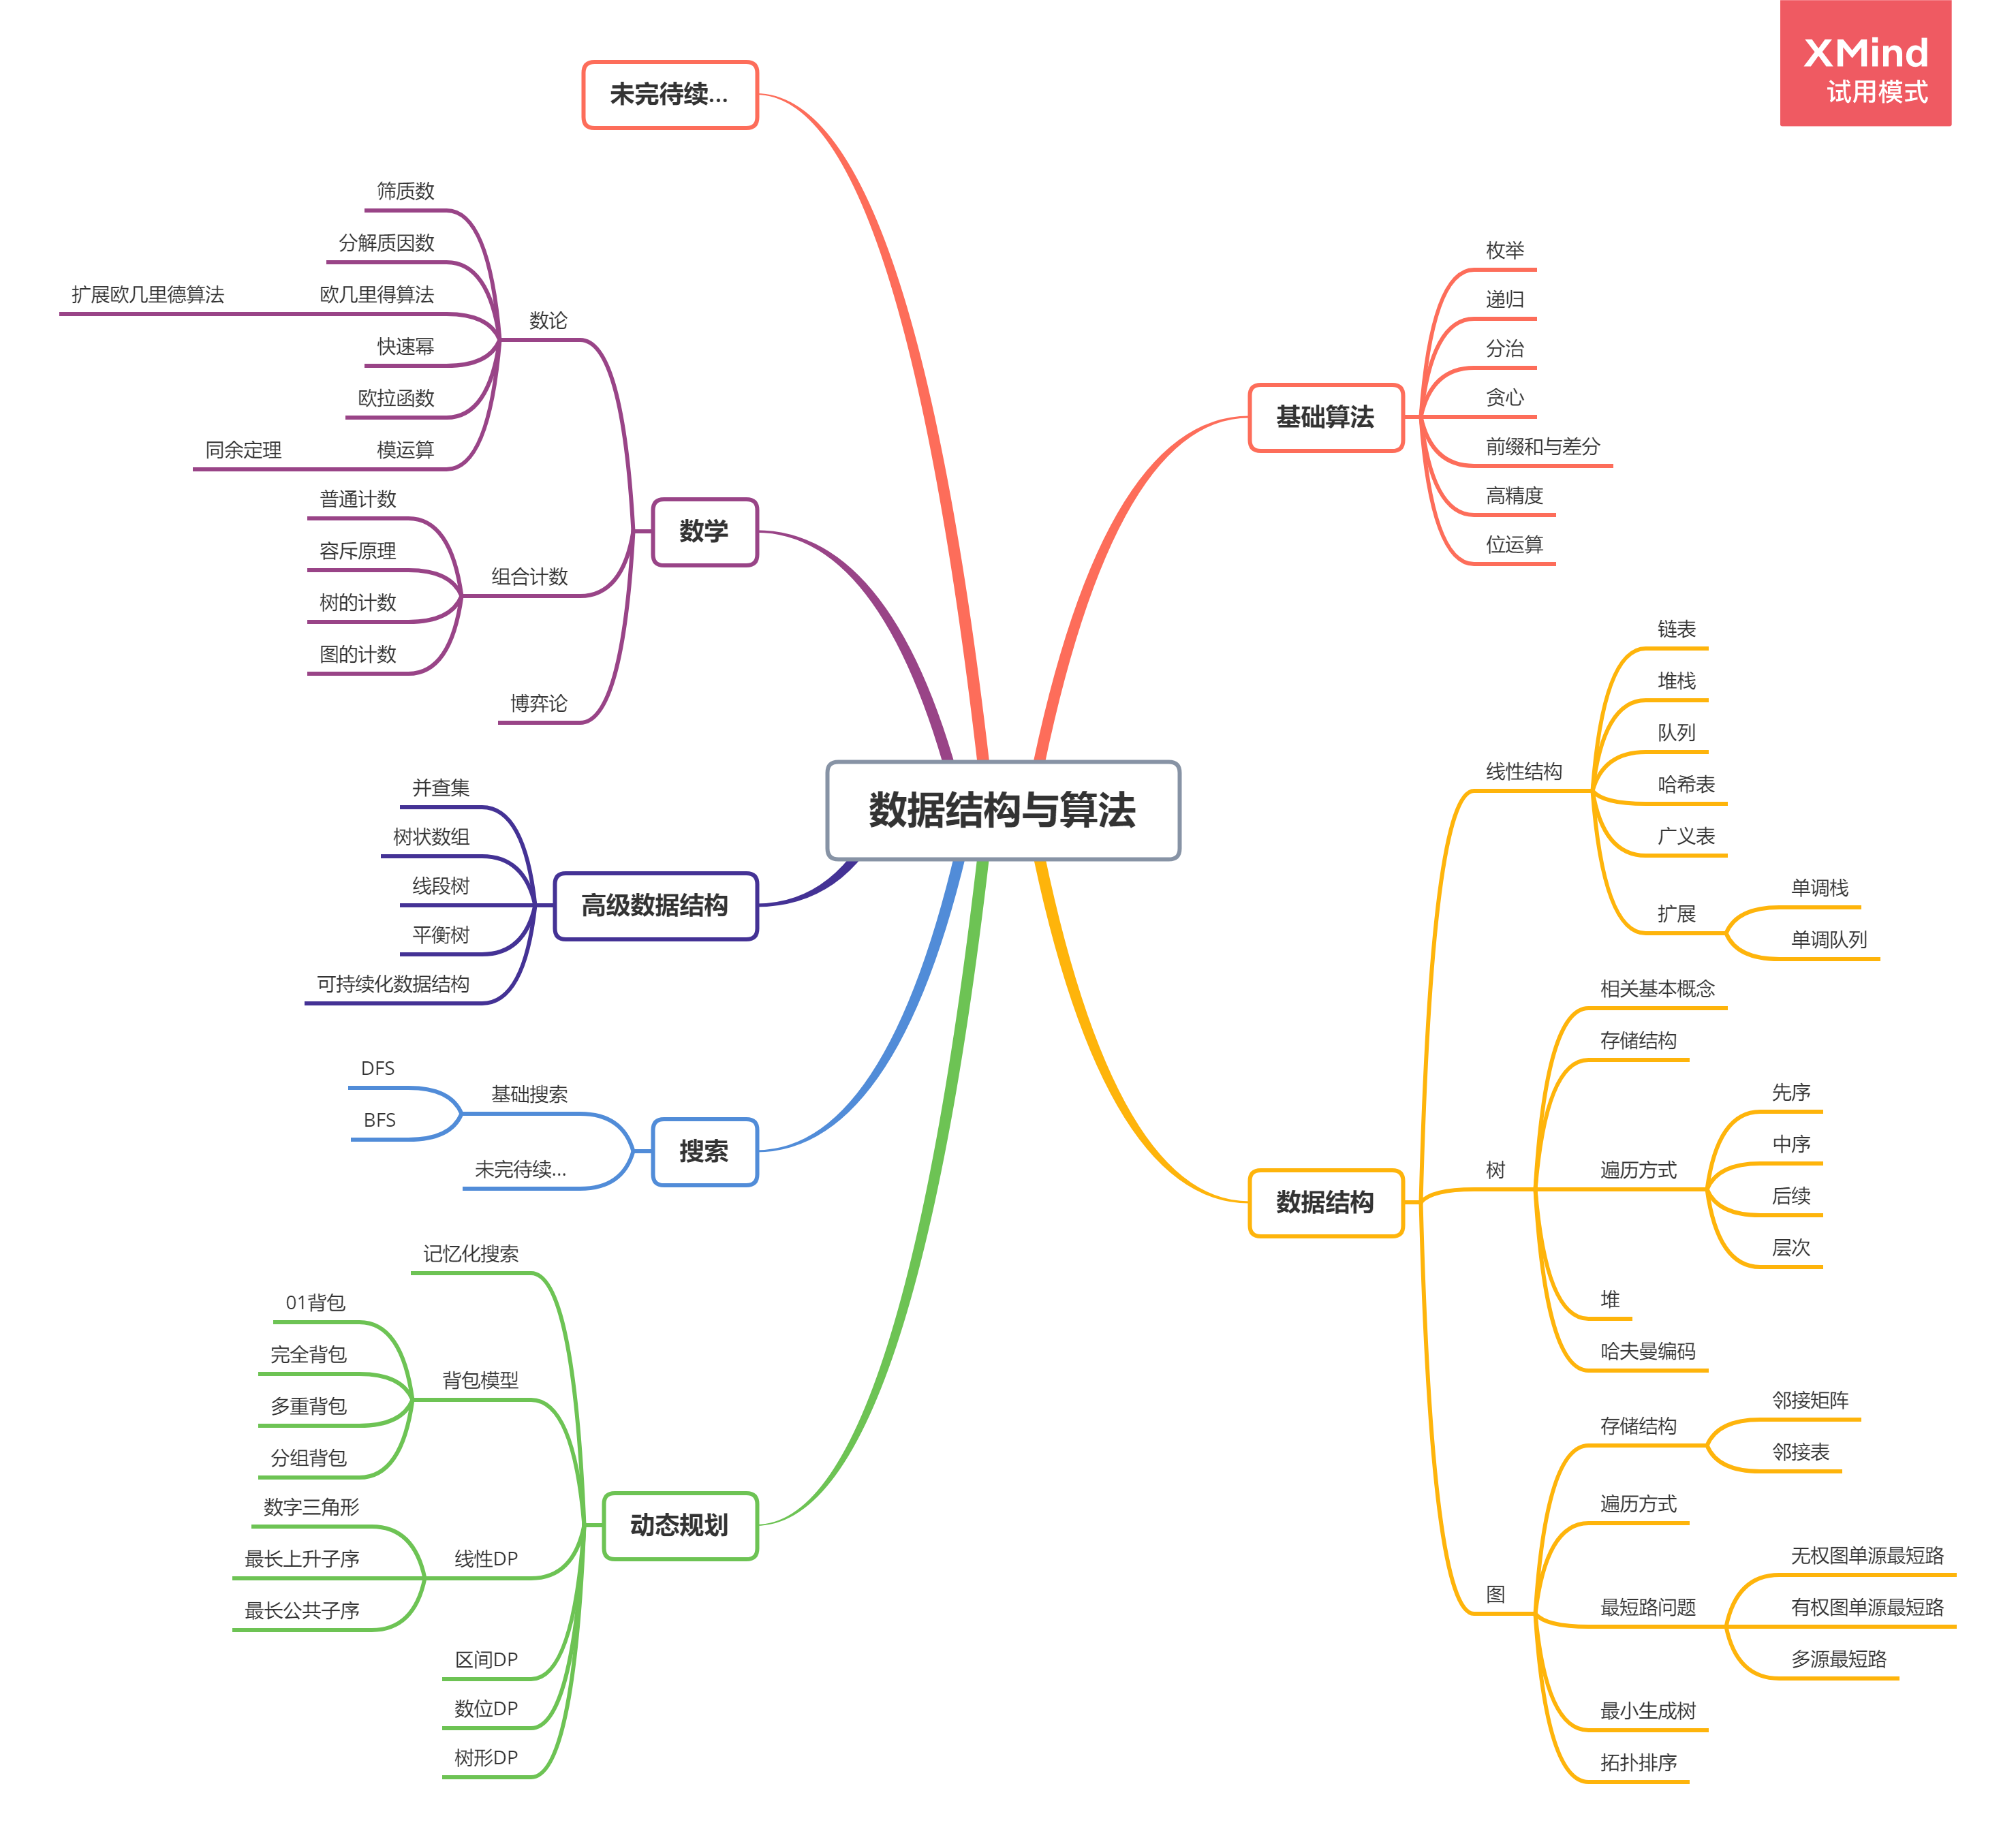 XMind
试用模式
数据结构与算法
基础算法
枚举
递归
分治
贪心
前缀和与差分
高精度
位运算
数据结构
线性结构
链表
堆栈
队列
哈希表
广义表
扩展
单调栈
单调队列
树
相关基本概念
存储结构
遍历方式
先序
中序
后续
层次
堆
哈夫曼编码
图
存储结构
邻接矩阵
邻接表
遍历方式
最短路问题
无权图单源最短路
有权图单源最短路
多源最短路
最小生成树
拓扑排序
动态规划
记忆化搜索
背包模型
01背包
完全背包
多重背包
分组背包
线性DP
数字三角形
最长上升子序
最长公共子序
区间DP
数位DP
树形DP
搜索
基础搜索
DFS
BFS
未完待续...
高级数据结构
并查集
树状数组
线段树
平衡树
可持续化数据结构
数学
数论
筛质数
分解质因数
欧几里得算法
扩展欧几里德算法
快速幂
欧拉函数
模运算
同余定理
组合计数
普通计数
容斥原理
树的计数
图的计数
博弈论
未完待续...